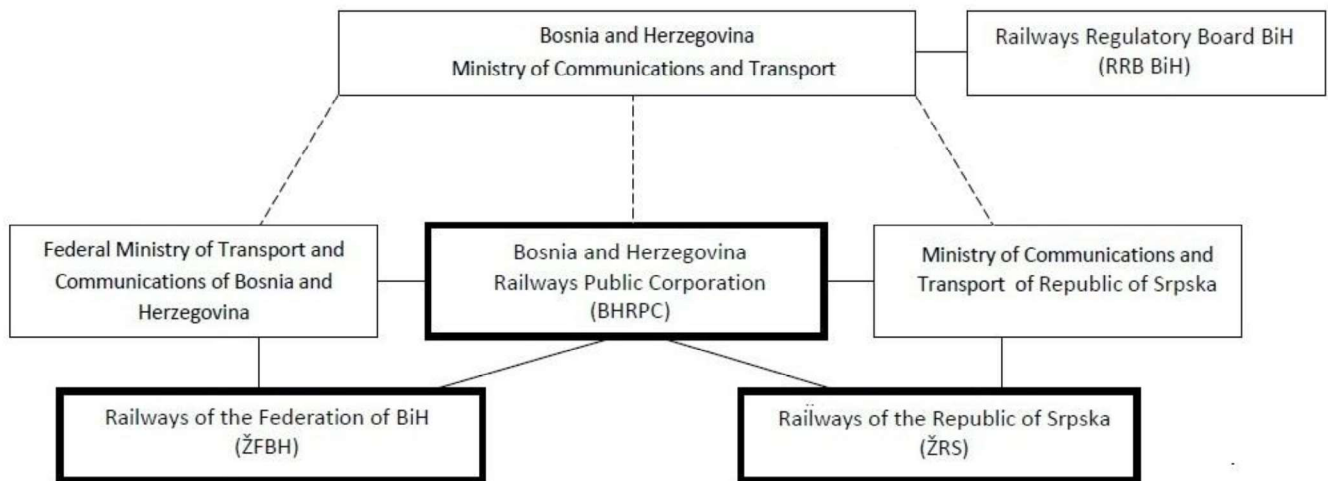 Bosnia and Herzegovina
Ministry of Communications and Transport
Railways Regulatory Board BiH
(RRB BiH)
Federal Ministry of Transport and
Communications of Bosnia and
Herzegovina
Bosnia and Herzegovina
Railways Public Corporation
(BHRPC)
Ministry of Communications and
Transport of Republic of Srpska
Railways of the Federation of BiH
(ŽFBH)
Railways of the Republic of Srpska
(ŽRS)